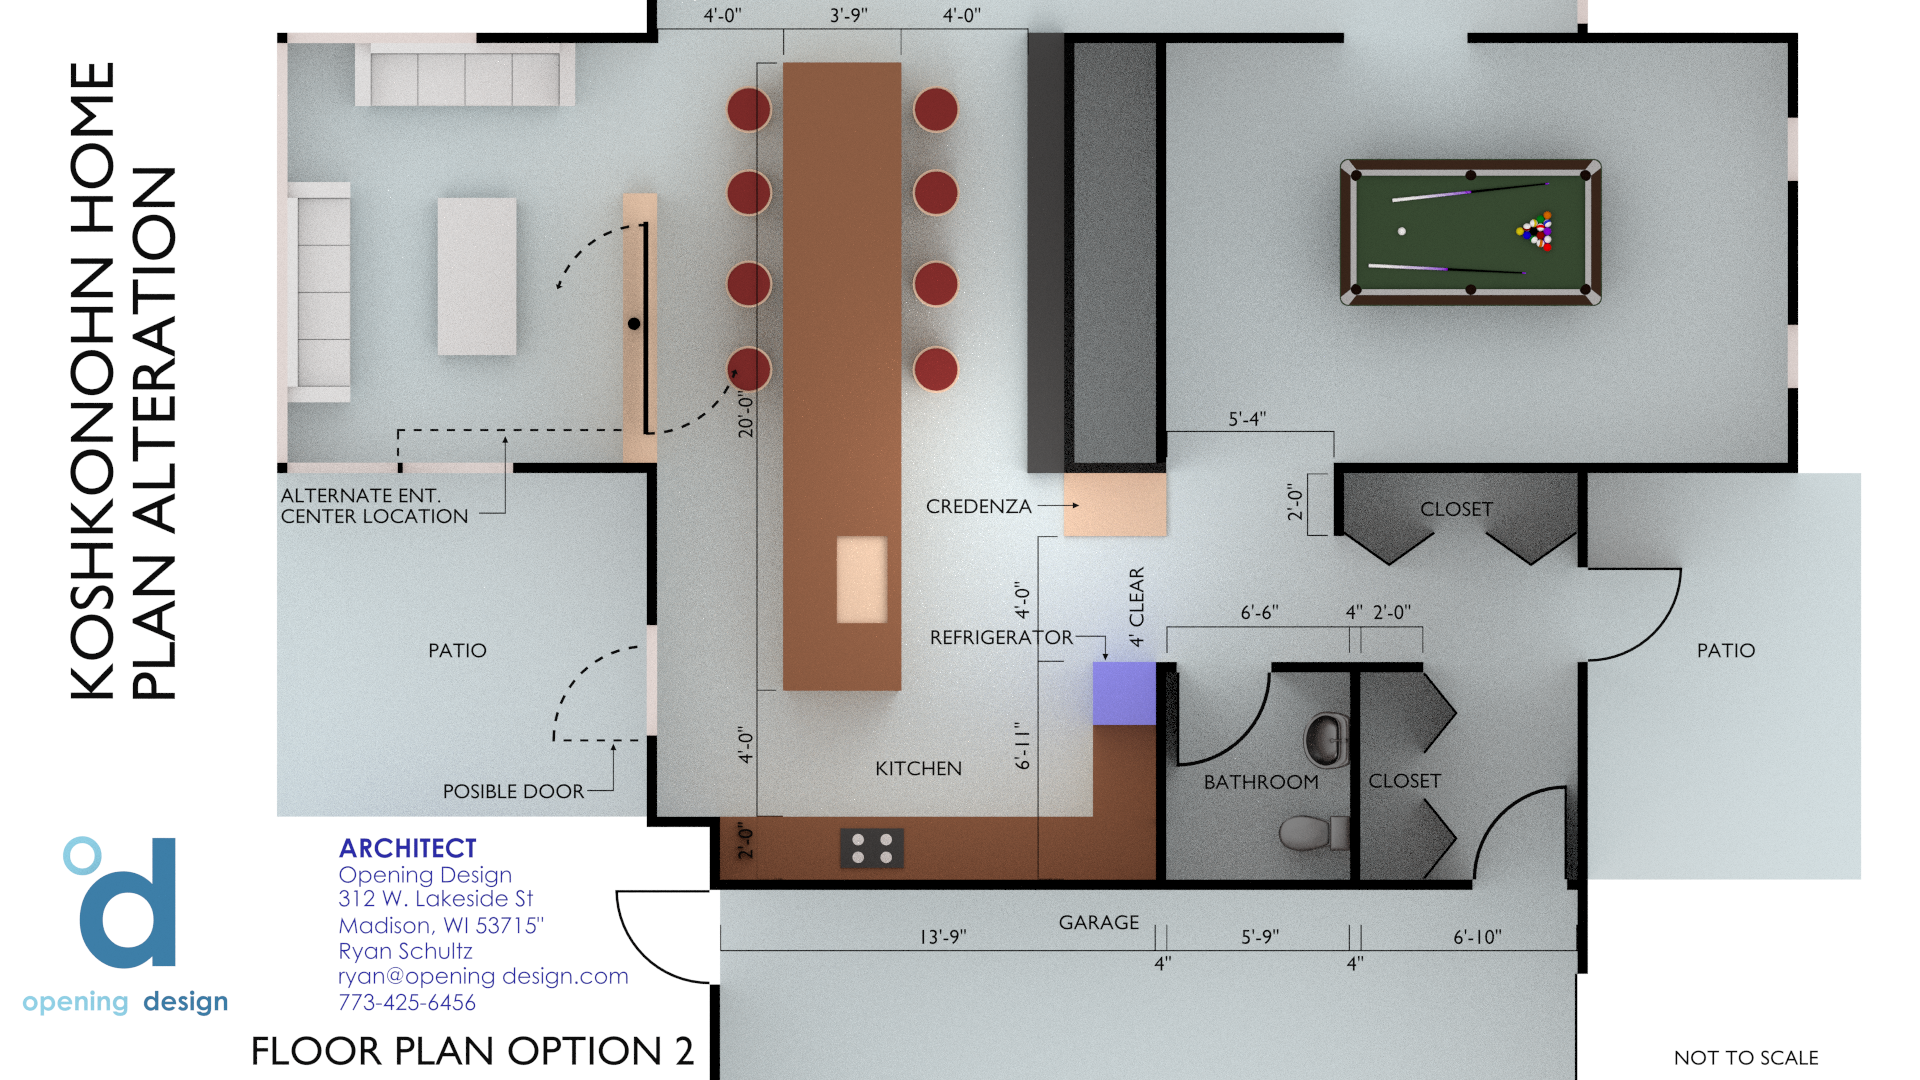 KOSHKONONOHN HOME
PLAN ALTERATION
4'-0"
3'-9"
4'-0"
20'-0"
5'-4"
2'-0"
CLOSET
ALTERNATE ENT.
CENTER LOCATION
CREDENZA
4'-0"
4' CLEAR
6'-6"
4"
2'-0"
REFRIGERATOR
PATIO
PATIO
4'-0"
6'-11"
KITCHEN
BATHROOM
CLOSET
POSIBLE DOOR
2'-0"
GARAGE
13'-9"
5'-9"
6'-10"
4"
4"
ARCHITECT
Opening Design
312 W. Lakeside St
Madison, WI 53715"
Ryan Schultz
ryan@opening design.com
773-425-6456
od
opening design
FLOOR PLAN OPTION 2
NOT TO SCALE